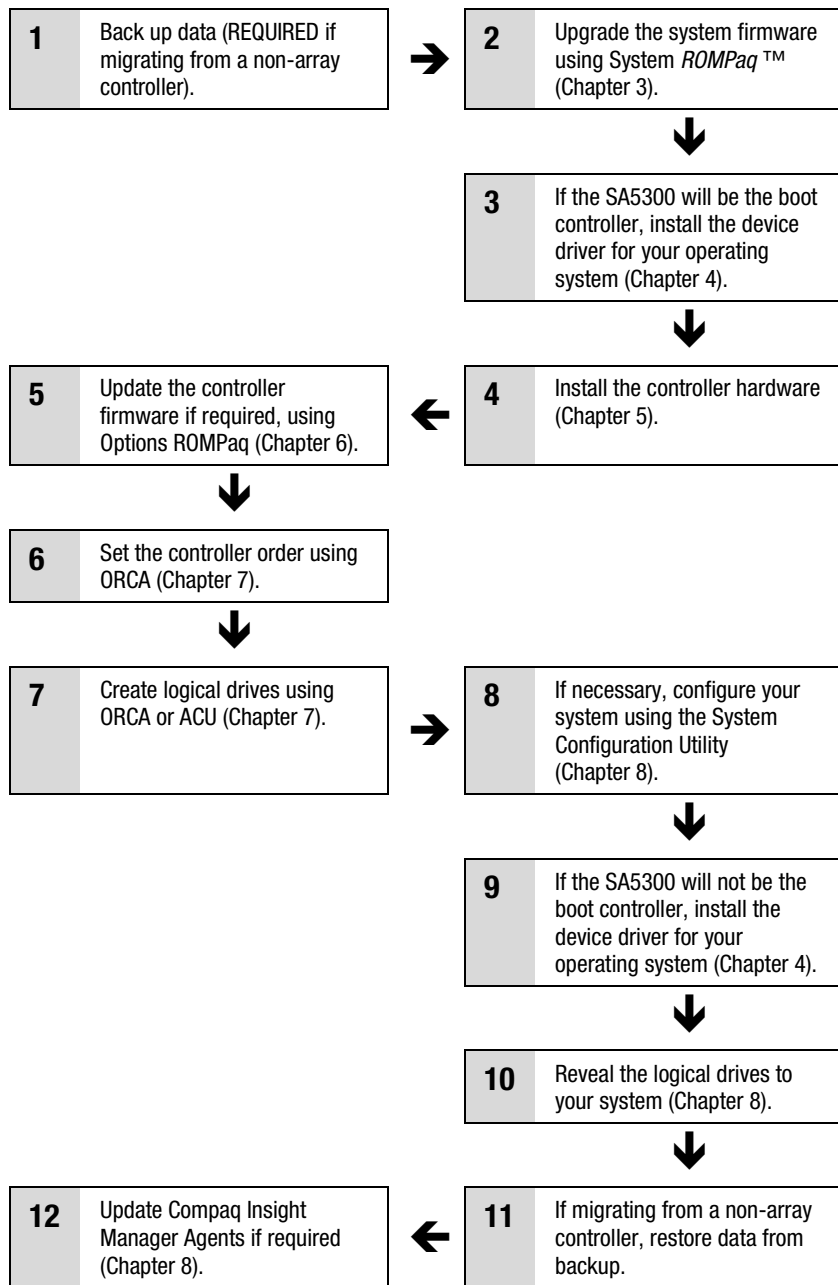 1
Back up data (REQUIRED if
migrating from a non-array
controller).
2
Upgrade the system firmware
using System ROMPaq ™
(Chapter 3).
3
If the SA5300 will be the boot
controller, install the device
driver for your operating
system (Chapter 4).
4
Install the controller hardware
(Chapter 5).
5
Update the controller
firmware if required, using
Options ROMPaq (Chapter 6).
6
Set the controller order using
ORCA (Chapter 7).
7
Create logical drives using
ORCA or ACU (Chapter 7).
8
If necessary, configure your
system using the System
Configuration Utility
(Chapter 8).
9
If the SA5300 will not be the
boot controller, install the
device driver for your
operating system (Chapter 4).
10
Reveal the logical drives to
your system (Chapter 8).
11
If migrating from a non-array
controller, restore data from
backup.
12
Update Compaq Insight
Manager Agents if required
(Chapter 8).